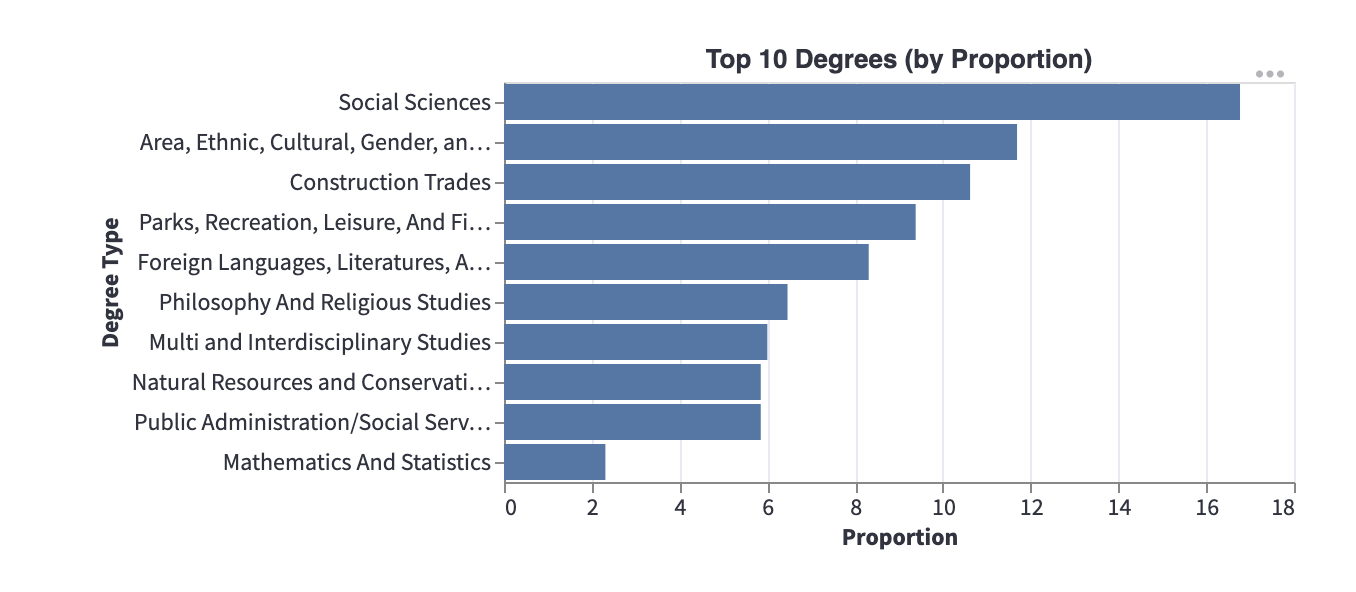 Top 10 Degrees (by Proportion)
Social Sciences
Area, Ethnic, Cultural, Gender, an…
Construction Trades
Parks, Recreation, Leisure, And Fi…
Foreign Languages, Literatures, A…
Philosophy And Religious Studies
Multi and Interdisciplinary Studies
Natural Resources and Conservati…
Public Administration/Social Serv…
Mathematics And Statistics
Degree Type
0 2 4 6 8 10 12 14 16 18
Proportion